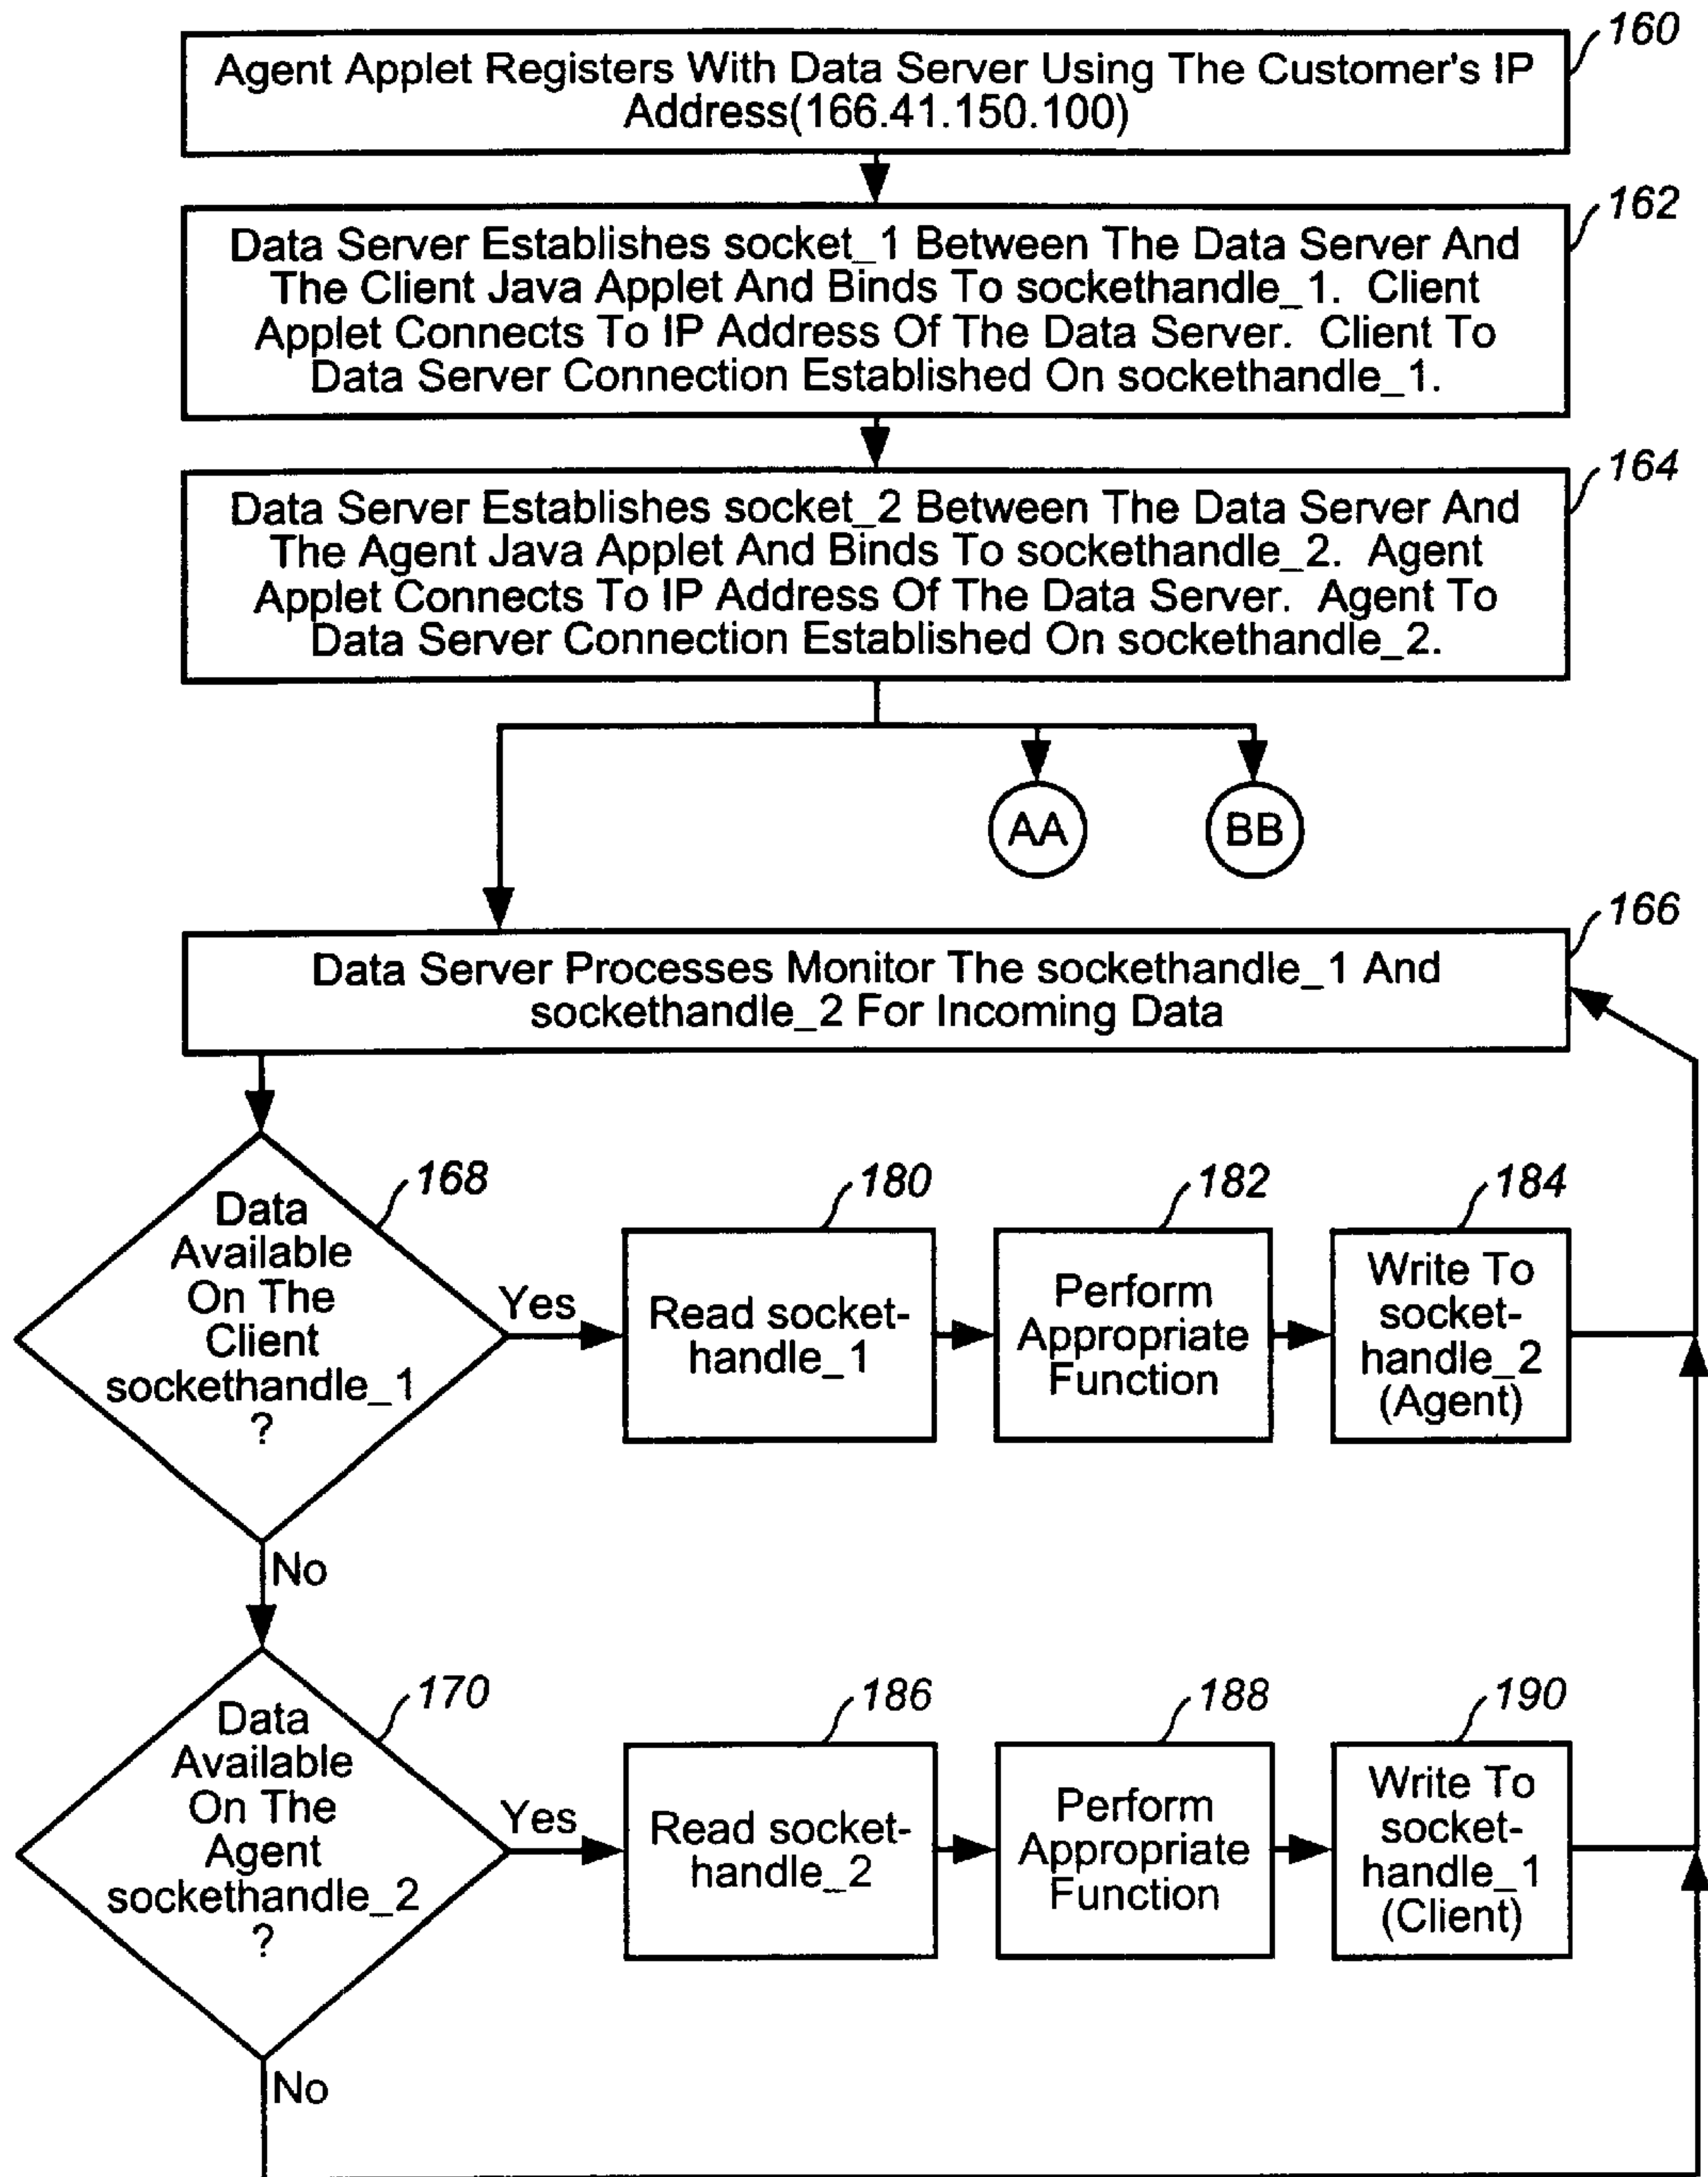 160
Agent Applet Registers With Data Server Using The Customer's IP
Address(166.41.150.100)
162
Data Server Establishes socket_1 Between The Data Server And
The Client Java Applet And Binds To sockethandle_1. Client
Applet Connects To IP Address Of The Data Server. Client To
Data Server Connection Established On sockethandle_1.
164
Data Server Establishes socket_2 Between The Data Server And
The Agent Java Applet And Binds To sockethandle_2. Agent
Applet Connects To IP Address Of The Data Server. Agent To
Data Server Connection Established On sockethandle_2.
AA
BB
166
Data Server Processes Monitor The sockethandle_1 And
sockethandle_2 For Incoming Data
168
Data
Available
On The
Client
sockethandle_1
?
Yes
180
Read socket-
handle_1
182
Perform
Appropriate
Function
184
Write To
socket-
handle_2
(Agent)
No
170
Data
Available
On The
Agent
sockethandle_2
?
Yes
186
Read socket-
handle_2
188
Perform
Appropriate
Function
190
Write To
socket-
handle_1
(Client)
No